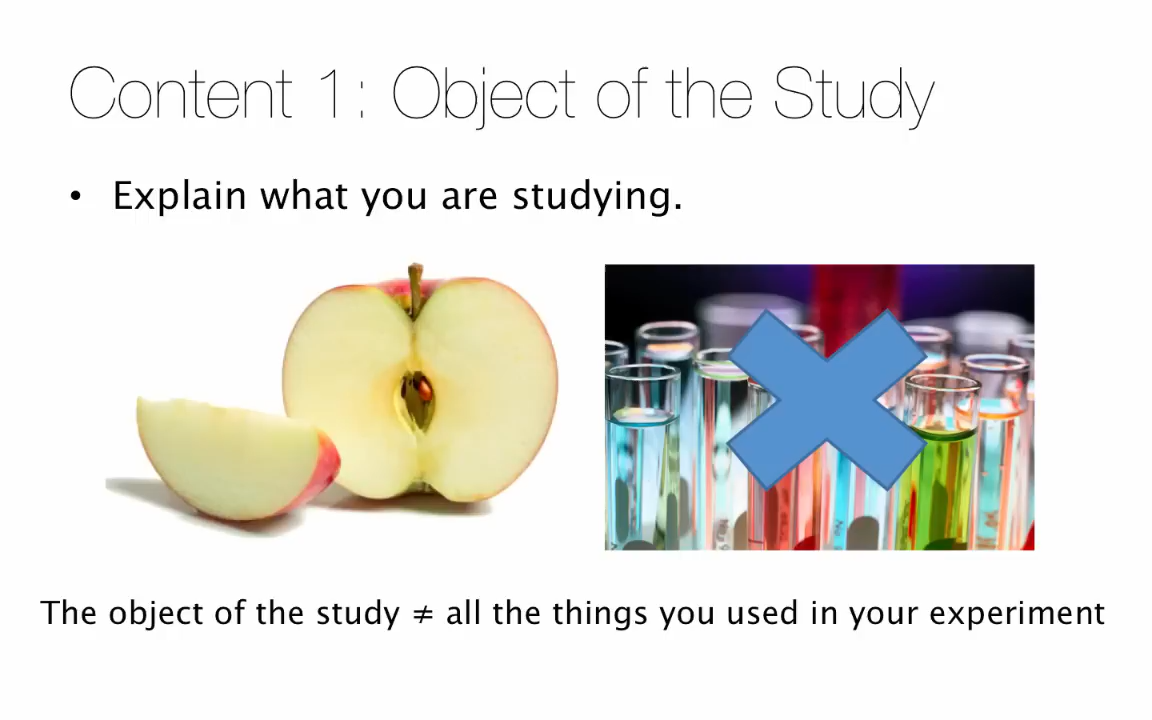 Content 1: Object of the Study
• Explain what you are studying.
The object of the study ≠ all the things you used in your experiment